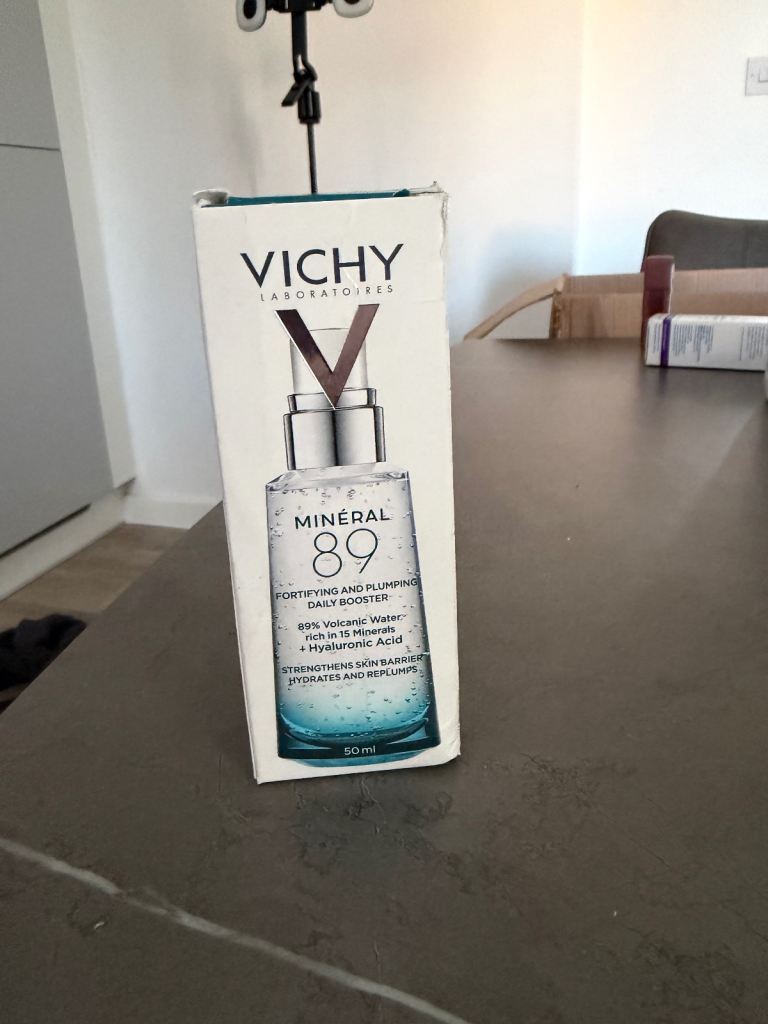 VICHY
LABORATOIRES
MINÉRAL
89
FORTIFYING AND PLUMPING
DAILY BOOSTER
89% Volcanic Water
rich in 15 Minerals
+ Hyaluronic Acid
STRENGTHENS SKIN BARRIER
HYDRATES AND REPLUMPS
50 ml